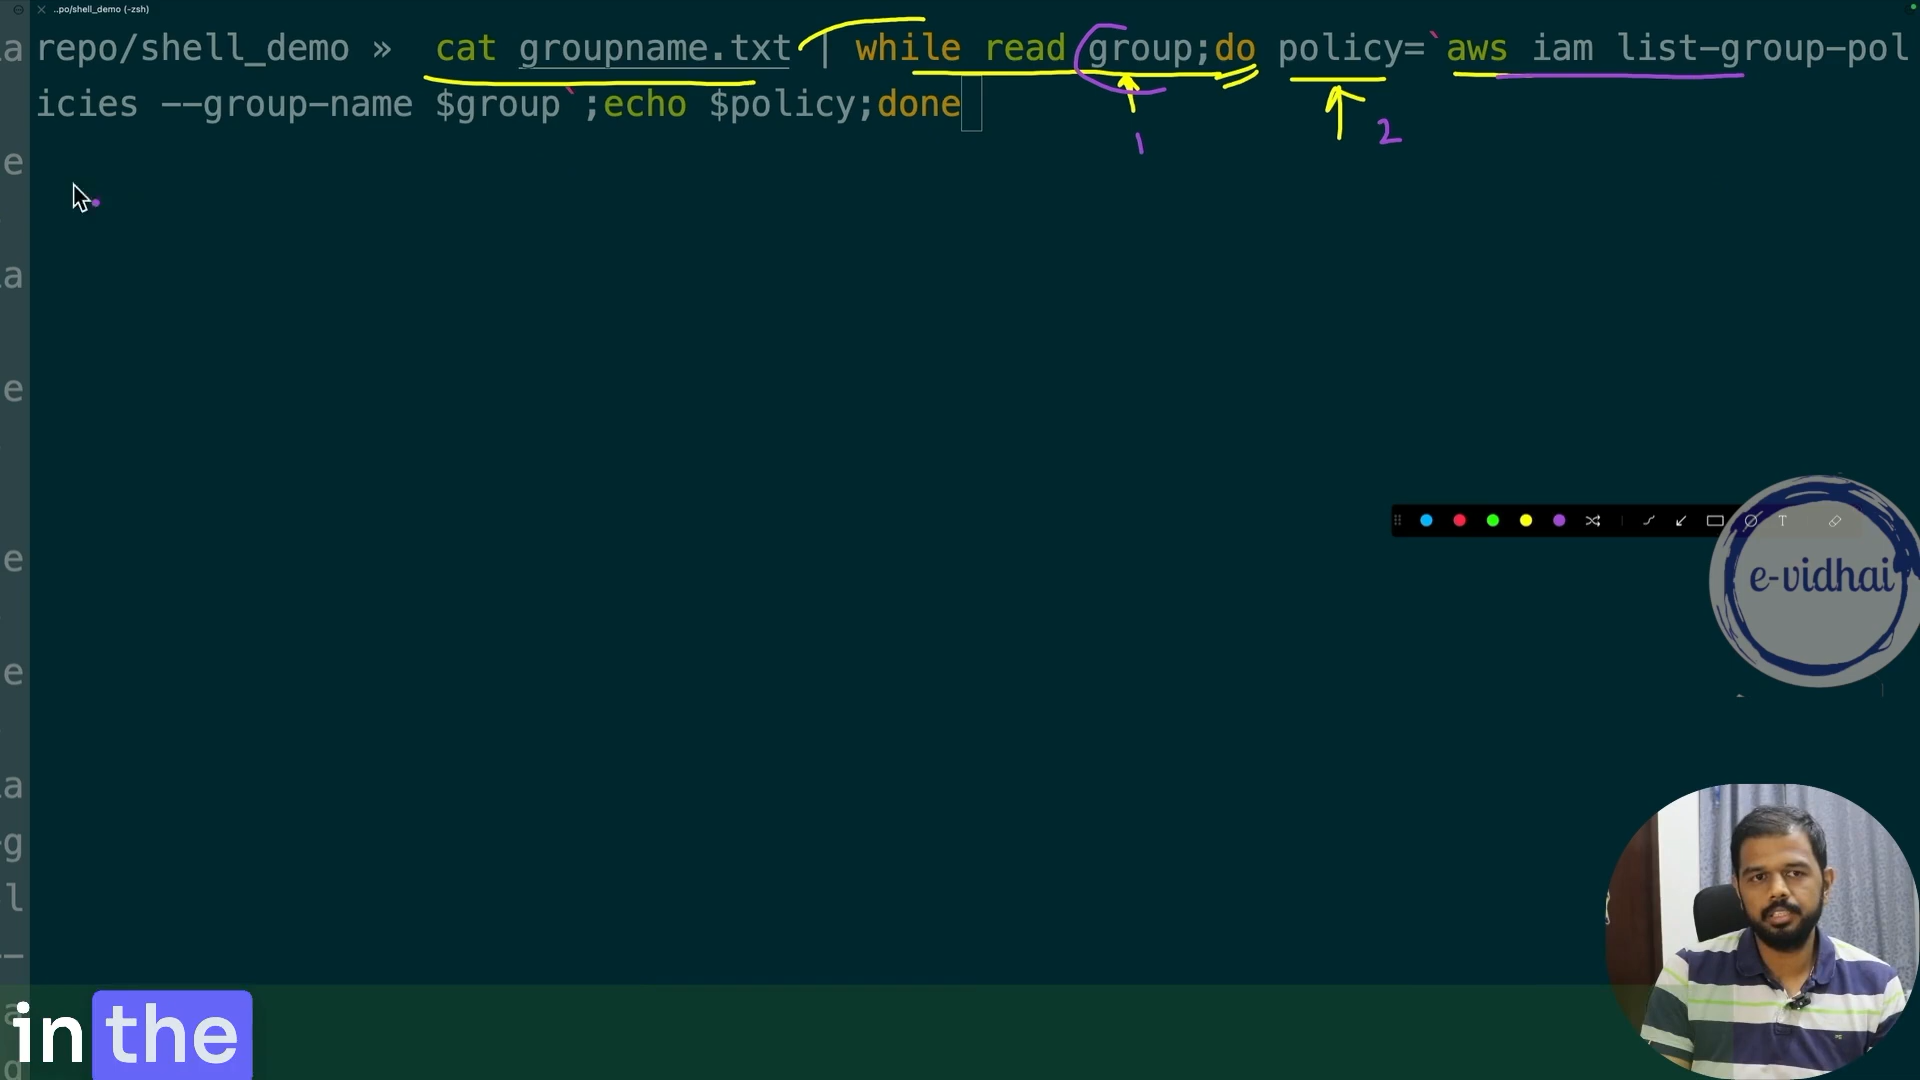 ..po/shell_demo (-zsh)
repo/shell_demo »  cat groupname.txt | while read group;do policy=`aws iam list-group-pol
icies --group-name $group`;echo $policy;done
1
2
T
e-vidhai
in the